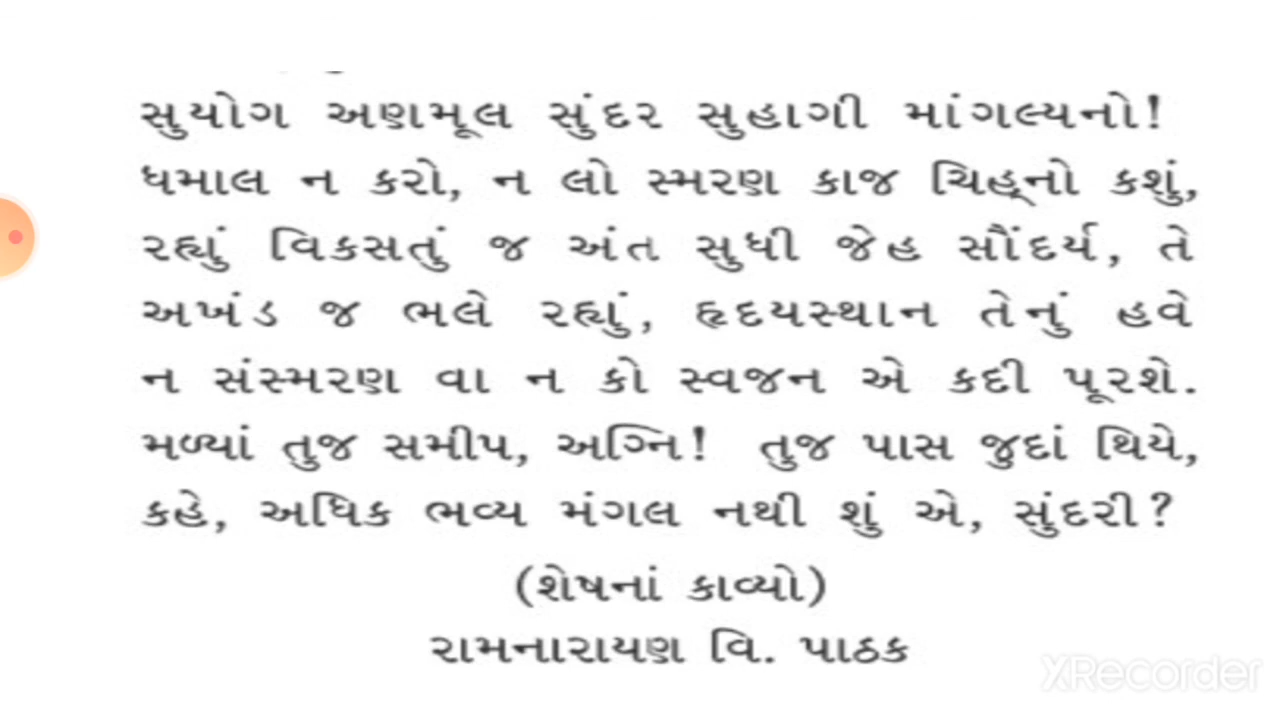 સુયોગ અણમૂલ સુંદર સુહાગી માંગલ્યનો!
ધમાલ ન કરો, ન લો સ્મરણ કાજ ચિહ્નો કશું,
રહ્યું વિકસતું જ અંત સુધી જેહ સૌંદર્ય, તે
અખંડ જ ભલે રહ્યું, હૃદયસ્થાન તેનું હવે
ન સંસ્મરણ વા ન કો સ્વજન એ કદી પૂરશે.
મળ્યાં તુજ સમીપ, અગ્નિ! તુજ પાસ જુદાં થિયે,
કહે, અધિક ભવ્ય મંગલ નથી શું એ, સુંદરી?
(શેષનાં કાવ્યો)
રામનારાયણ વિ. પાઠક
XRecorder